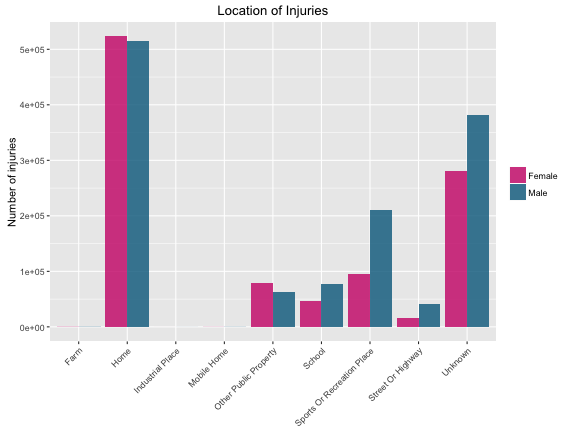 Location of Injuries
Number of injuries
5e+05
4e+05
3e+05
2e+05
1e+05
0e+00
Farm
Home
Industrial Place
Mobile Home
Other Public Property
School
Sports Or Recreation Place
Street Or Highway
Unknown
Female
Male